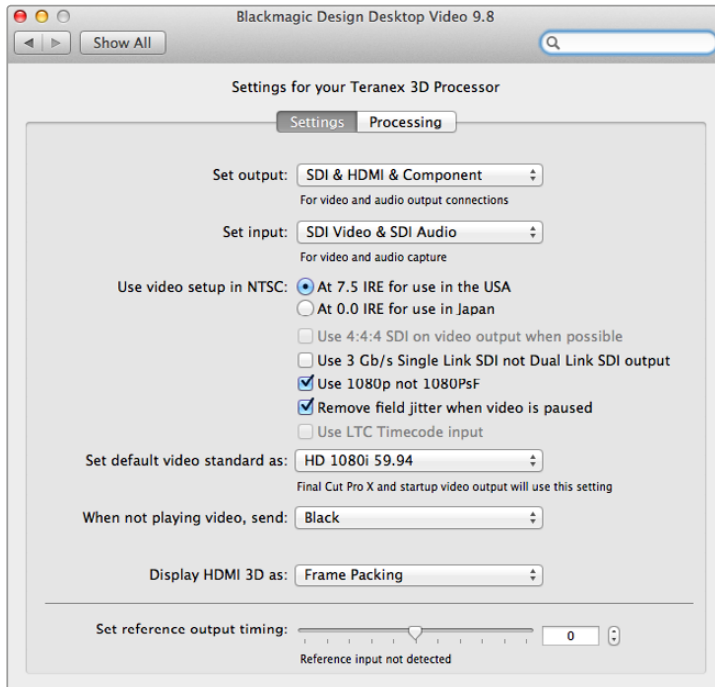 Blackmagic Design Desktop Video 9.8
Show All
Settings for your Teranex 3D Processor
Settings Processing
Set output: SDI & HDMI & Component
For video and audio output connections
Set input: SDI Video & SDI Audio
For video and audio capture
Use video setup in NTSC: At 7.5 IRE for use in the USA
At 0.0 IRE for use in Japan
Use 4:4:4 SDI on video output when possible
Use 3 Gb/s Single Link SDI not Dual Link SDI output
Use 1080p not 1080PsF
Remove field jitter when video is paused
Use LTC Timecode input
Set default video standard as: HD 1080i 59.94
Final Cut Pro X and startup video output will use this setting
When not playing video, send: Black
Display HDMI 3D as: Frame Packing
Set reference output timing: 0
Reference input not detected